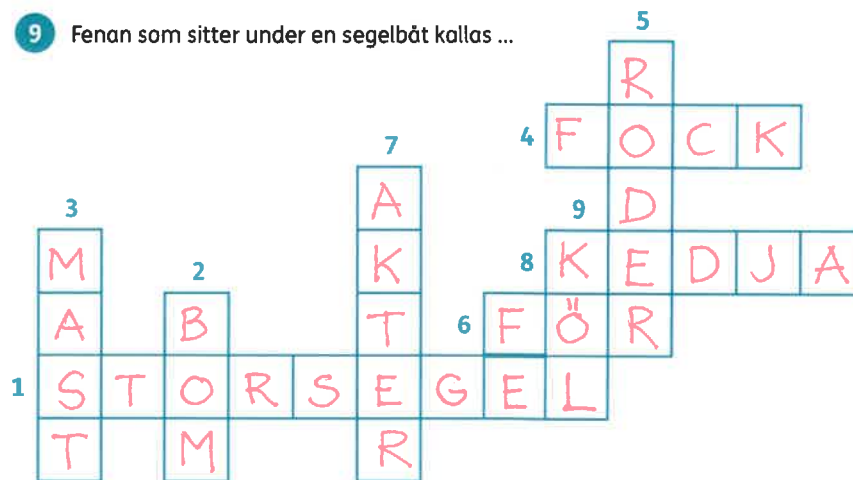 9 Fenan som sitter under en segelbåt kallas ...
5
R
4 F O C K
7
A
D
3
9
M
2
K
8 K E D J A
A
B
T
6 F Ö R
1 S T O R S E G E L
T
M
R